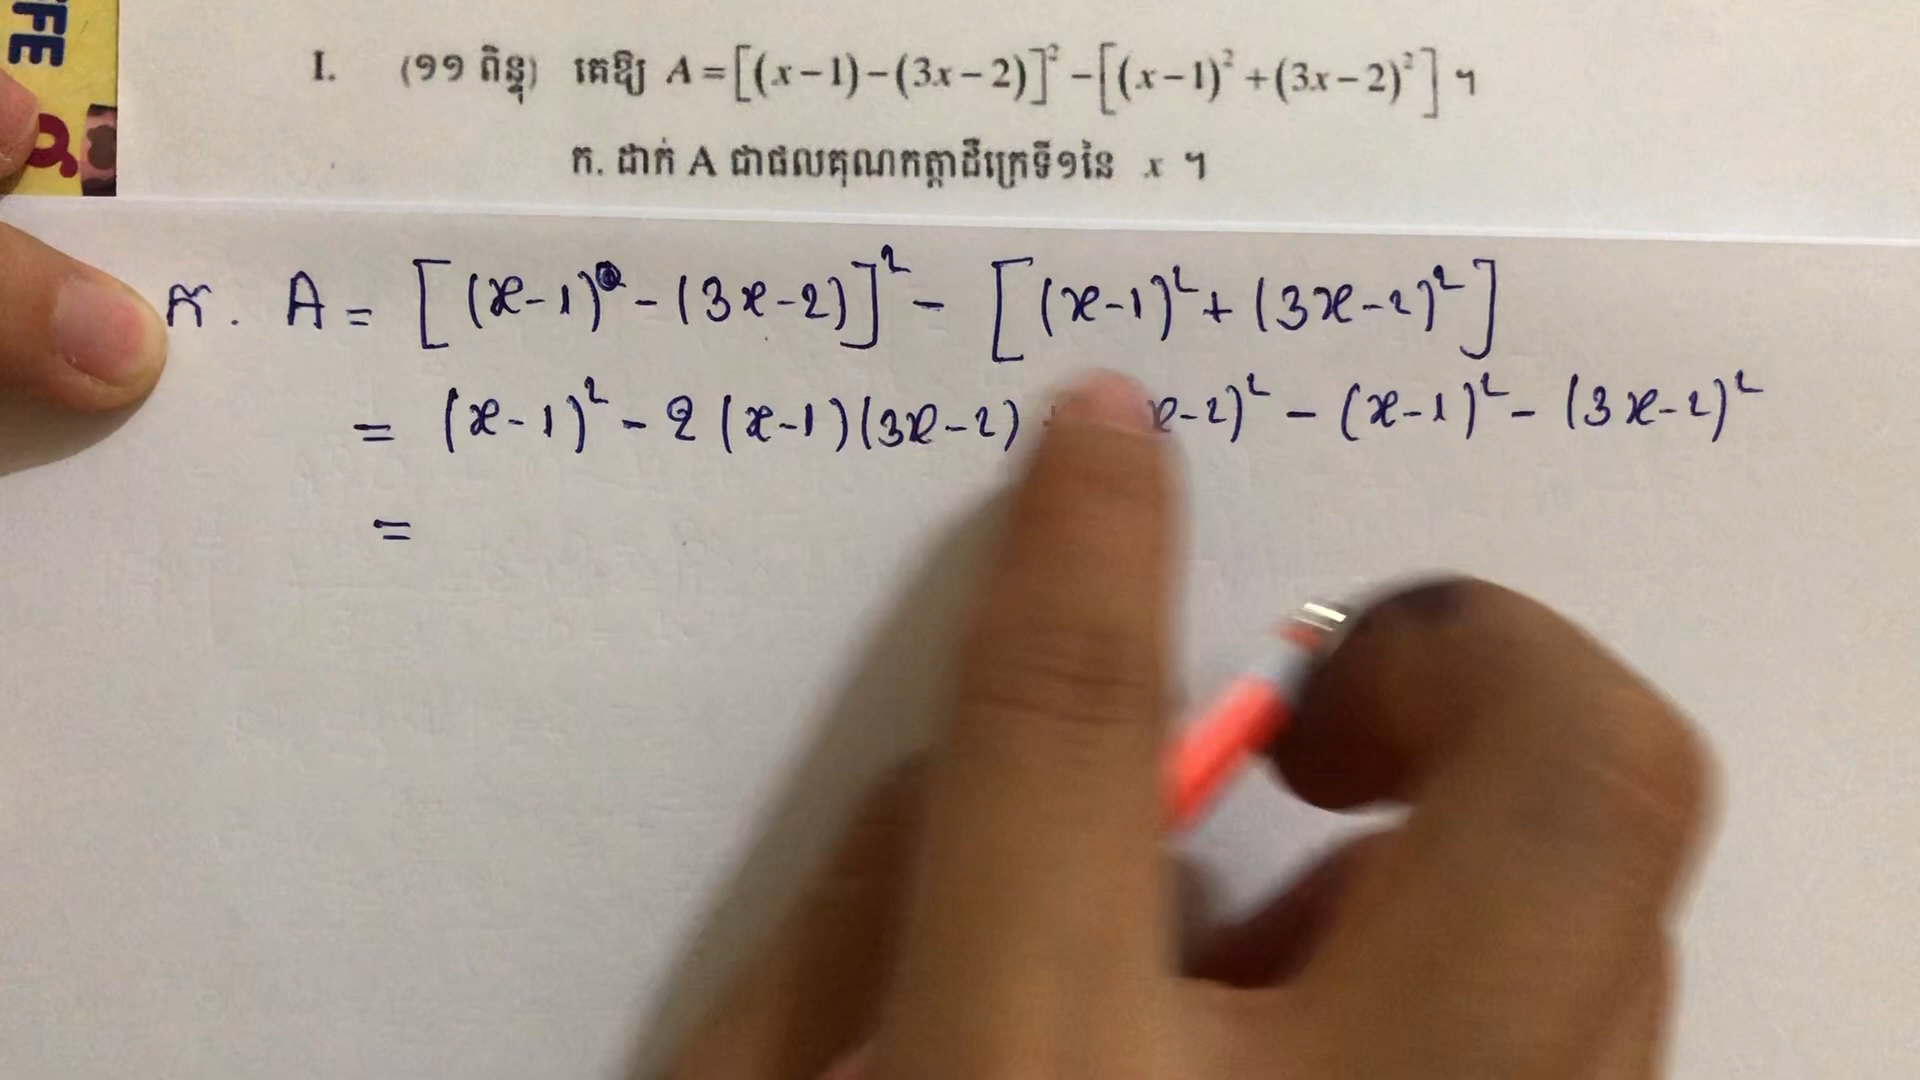 FE
I. (១១ ពិន្ទុ) គេឱ្យ A = [(x-1)-(3x-2)]² - [(x-1)² + (3x-2)²] ។
ក. ដាក់ A ជាផលគុណកត្តាដឺក្រេទី១នៃ x ។
ក. A = [(x-1) - (3x-2)]² - [(x-1)² + (3x-2)²]
= (x-1)² - 2(x-1)(3x-2) x-2)² - (x-1)² - (3x-2)²
=